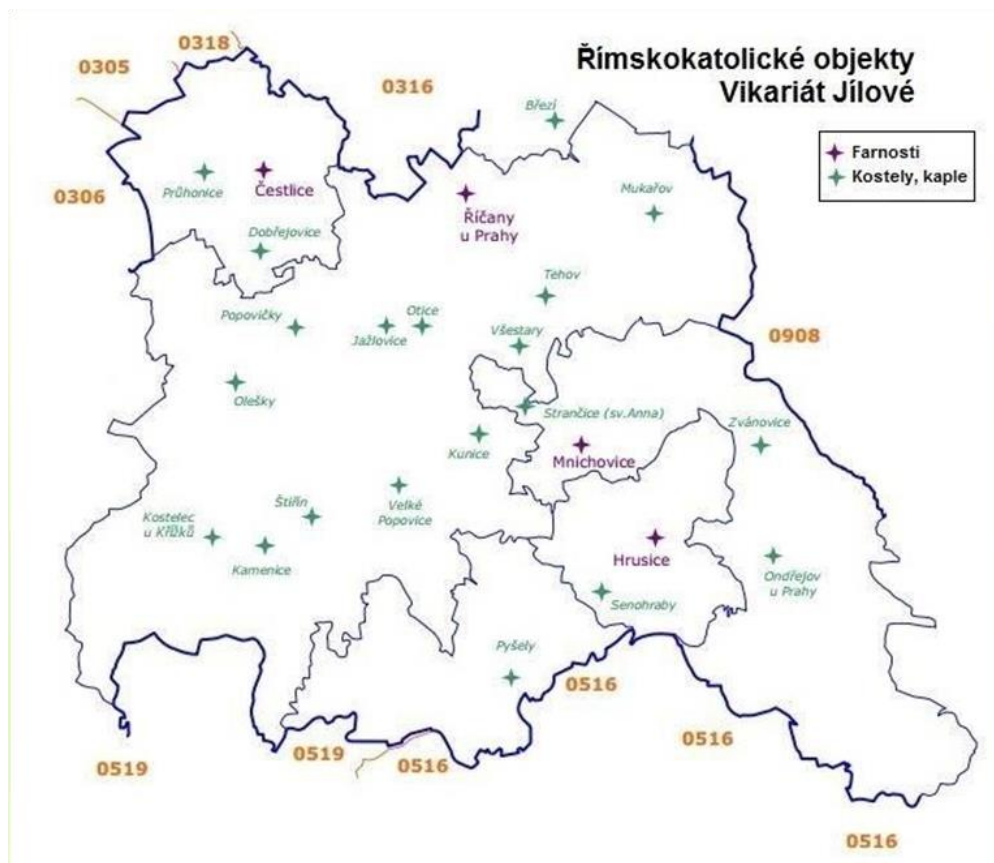 Římskokatolické objekty
Vikariát Jílové
0318
0305
0316
0306
Březí
Farnosti
Kostely, kaple
Průhonice
Čestlice
Mukařov
Říčany
u Prahy
Dobřejovice
Tehov
Popovičky
Otice
Jažlovice
Všestary
0908
Olešky
Strančice (sv.Anna)
Zvánovice
Kunice
Mnichovice
Velké
Popovice
Štiřín
Kostelec
u Křížků
Kamenice
Hrusice
Ondřejov
u Prahy
Senohraby
Pyšely
0516
0516
0519
0519
0516
0516